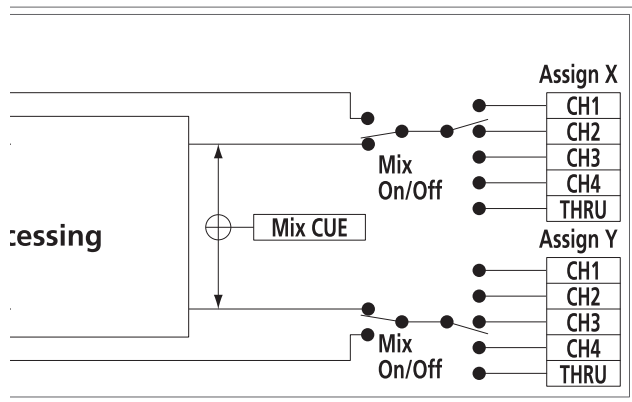 Assign X
CH1
CH2
CH3
CH4
THRU
Mix
On/Off
cessing
Mix CUE
Assign Y
CH1
CH2
CH3
CH4
THRU
Mix
On/Off